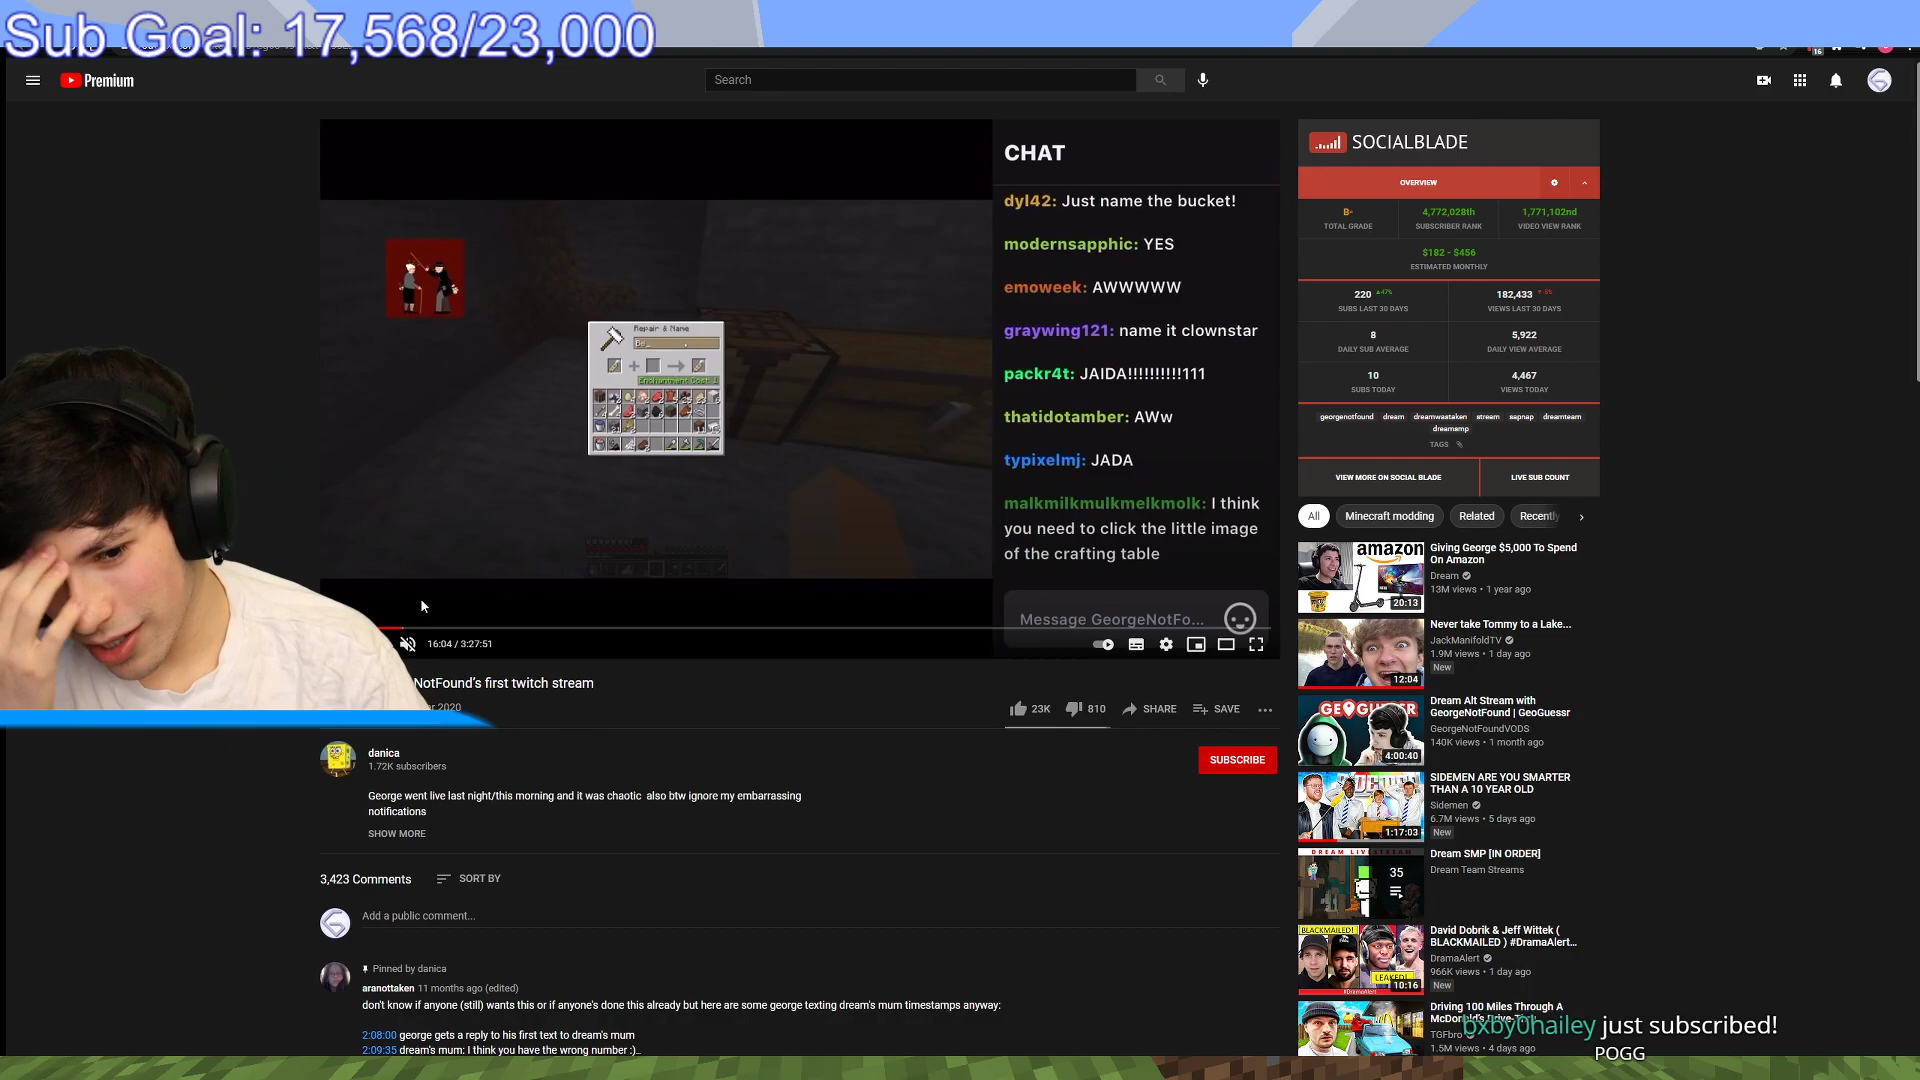 Sub Goal: 17,568/23,000
16
Premium
Search
CHAT
dyl42: Just name the bucket!
modernsapphic: YES
emoweek: AWWWWW
graywing121: name it clownstar
packr4t: JAIDA!!!!!!!!!!111
thatidotamber: AWw
typixelmj: JADA
malkmilkmulkmelkmolk: I think
you need to click the little image
of the crafting table
Message GeorgeNotFo...
Repair & Name
Enchantment Cost: 1
16:04 / 3:27:51
NotFound's first twitch stream
2020
23K
810
SHARE
SAVE
danica
1.72K subscribers
SUBSCRIBE
George went live last night/this morning and it was chaotic also btw ignore my embarrassing
notifications
SHOW MORE
3,423 Comments
SORT BY
Add a public comment...
Pinned by danica
aranottaken 11 months ago (edited)
don't know if anyone (still) wants this or if anyone's done this already but here are some george texting dream's mum timestamps anyway:
2:08:00 george gets a reply to his first text to dream's mum
2:09:35 dream's mum: I think you have the wrong number :)
SOCIALBLADE
OVERVIEW
B-
TOTAL GRADE
4,772,028th
SUBSCRIBER RANK
1,771,102nd
VIDEO VIEW RANK
$182 - $456
ESTIMATED MONTHLY
220 ▲47%
SUBS LAST 30 DAYS
182,433
VIEWS LAST 30 DAYS
8
DAILY SUB AVERAGE
5,922
DAILY VIEW AVERAGE
10
SUBS TODAY
4,467
VIEWS TODAY
georgenotfound dream dreamwastaken stream sapnap dreamteam
dreamsmp
TAGS
VIEW MORE ON SOCIAL BLADE
LIVE SUB COUNT
All
Minecraft modding
Related
Recently
amazon
20:13
Giving George $5,000 To Spend
On Amazon
Dream
13M views • 1 year ago
12:04
Never take Tommy to a Lake...
JackManifoldTV
1.9M views • 1 day ago
New
GEOGUESSR
4:00:40
Dream Alt Stream with
GeorgeNotFound | GeoGuessr
GeorgeNotFoundVODS
140K views • 1 month ago
1:17:03
SIDEMEN ARE YOU SMARTER
THAN A 10 YEAR OLD
Sidemen
6.7M views • 5 days ago
New
35
Dream SMP [IN ORDER]
Dream Team Streams
BLACKMAILED!
LEAKED!
10:16
David Dobrik & Jeff Wittek (
BLACKMAILED ) #DramaAlert...
DramaAlert
966K views • 1 day ago
New
Driving 100 Miles Through A
McDonald's Drive-
TGFbro
1.5M views • 4 days ago
bxby0hailey just subscribed!
POGG